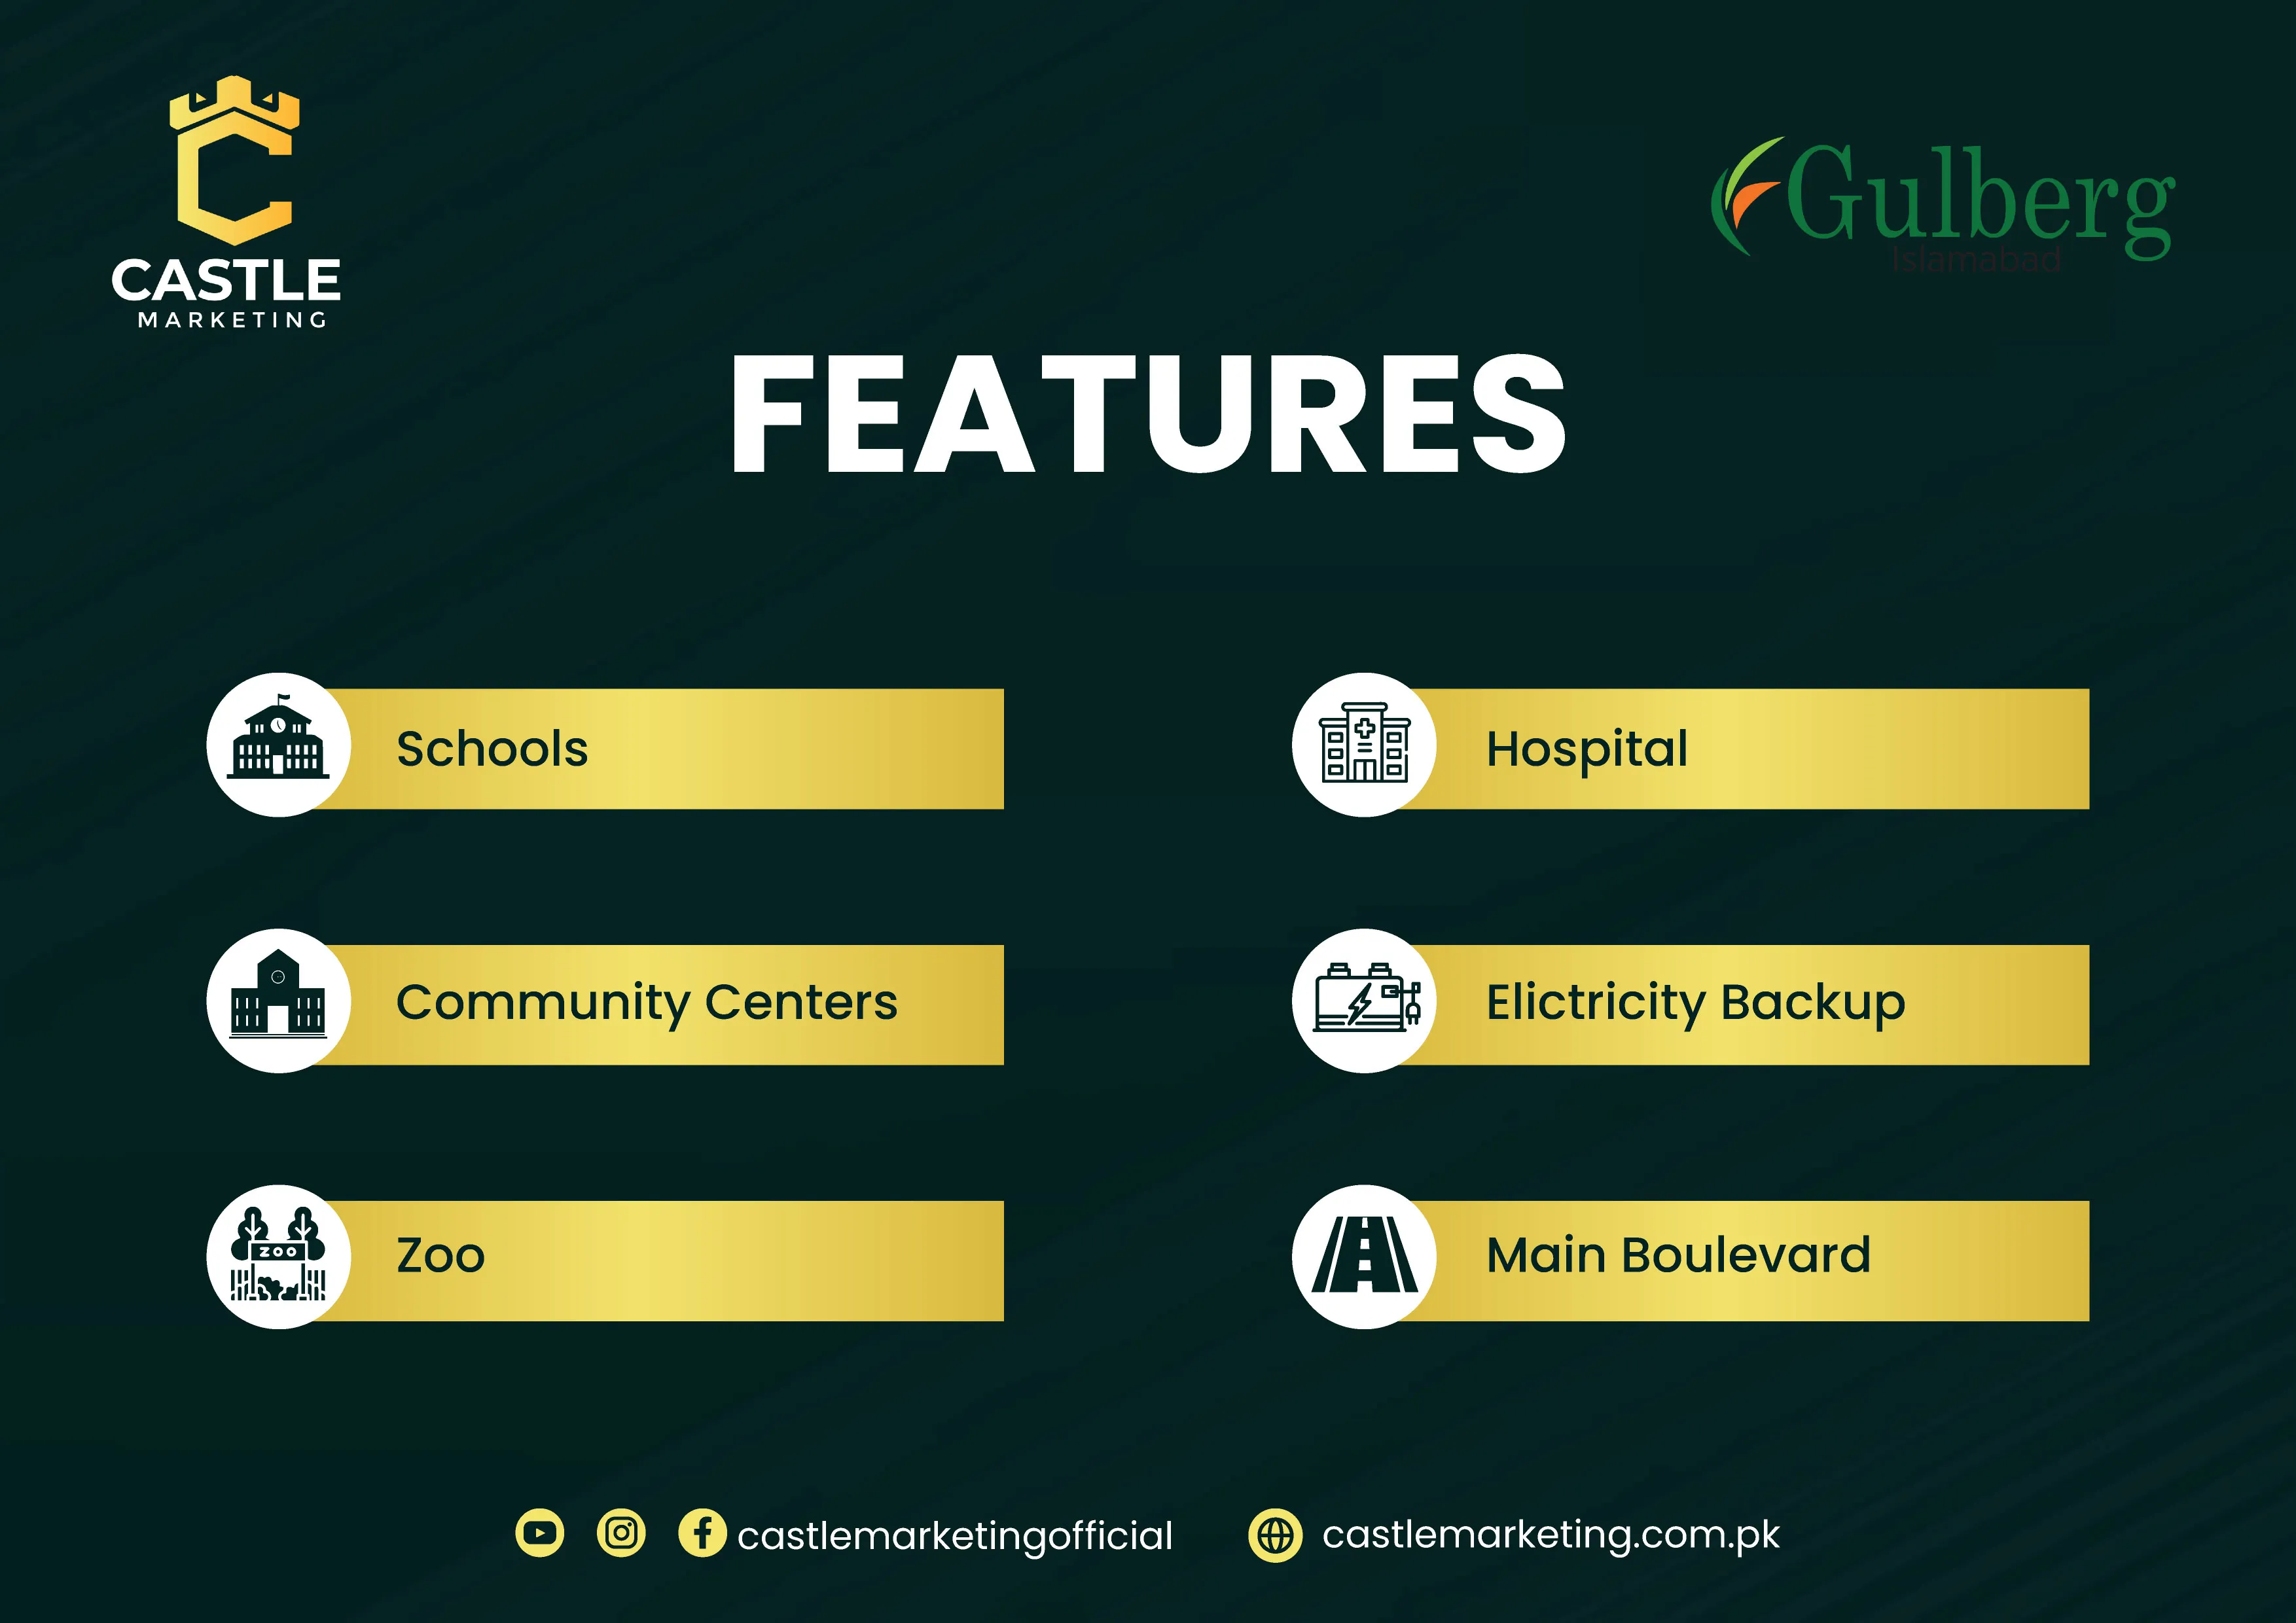 CASTLE
MARKETING
Gulberg
Islamabad
FEATURES
Schools
Hospital
Community Centers
Elictricity Backup
ZOO
Zoo
Main Boulevard
castlemarketingofficial
castlemarketing.com.pk